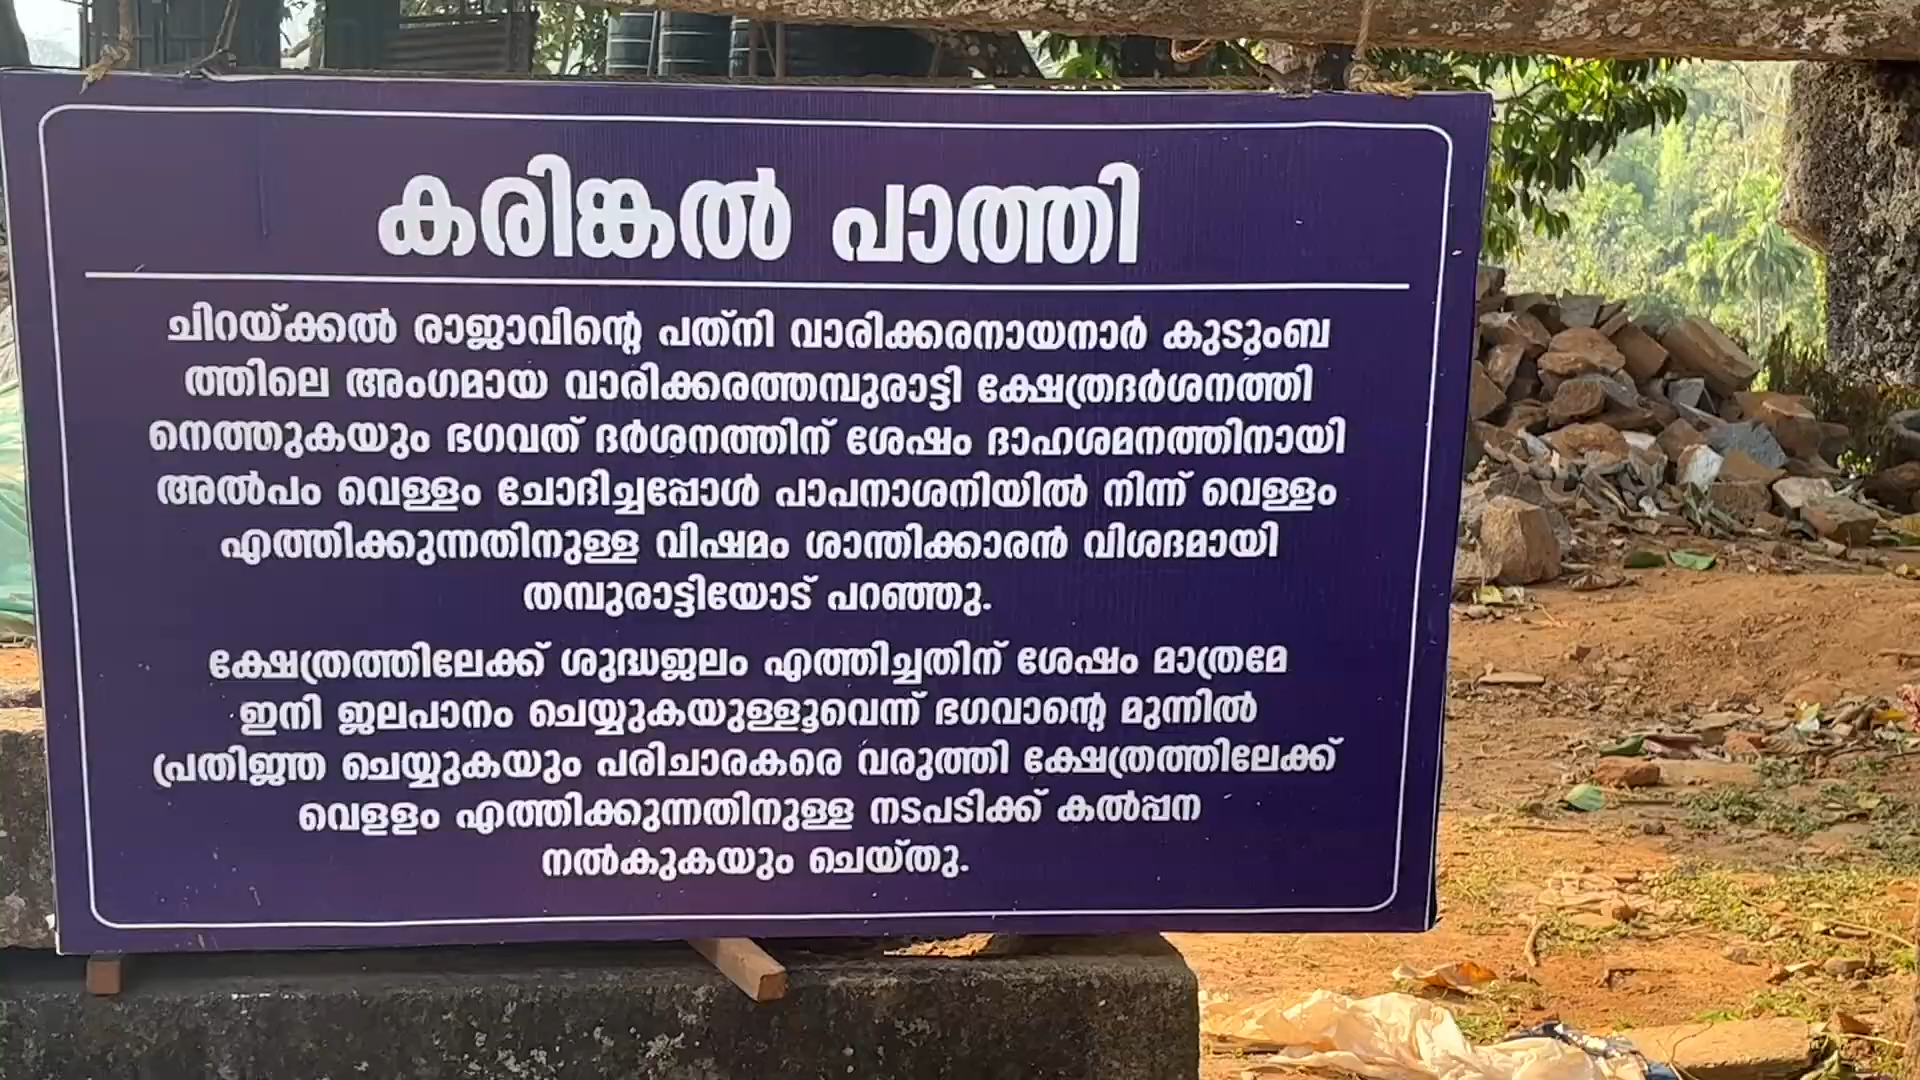 കരിങ്കൽ പാത്തി
ചിറയ്ക്കൽ രാജാവിന്റെ പത്നി വാരിക്കരനായനാർ കുടുംബ
ത്തിലെ അംഗമായ വാരിക്കരത്തമ്പുരാട്ടി ക്ഷേത്രദർശനത്തി
നെത്തുകയും ഭഗവത് ദർശനത്തിന് ശേഷം ദാഹശമനത്തിനായി
അൽപം വെള്ളം ചോദിച്ചപ്പോൾ പാപനാശനിയിൽ നിന്ന് വെള്ളം
എത്തിക്കുന്നതിനുള്ള വിഷമം ശാന്തിക്കാരൻ വിശദമായി
തമ്പുരാട്ടിയോട് പറഞ്ഞു.
ക്ഷേത്രത്തിലേക്ക് ശുദ്ധജലം എത്തിച്ചതിന് ശേഷം മാത്രമേ
ഇനി ജലപാനം ചെയ്യുകയുള്ളൂവെന്ന് ഭഗവാന്റെ മുന്നിൽ
പ്രതിജ്ഞ ചെയ്യുകയും പരിചാരകരെ വരുത്തി ക്ഷേത്രത്തിലേക്ക്
വെളളം എത്തിക്കുന്നതിനുള്ള നടപടിക്ക് കൽപ്പന
നൽകുകയും ചെയ്തു.